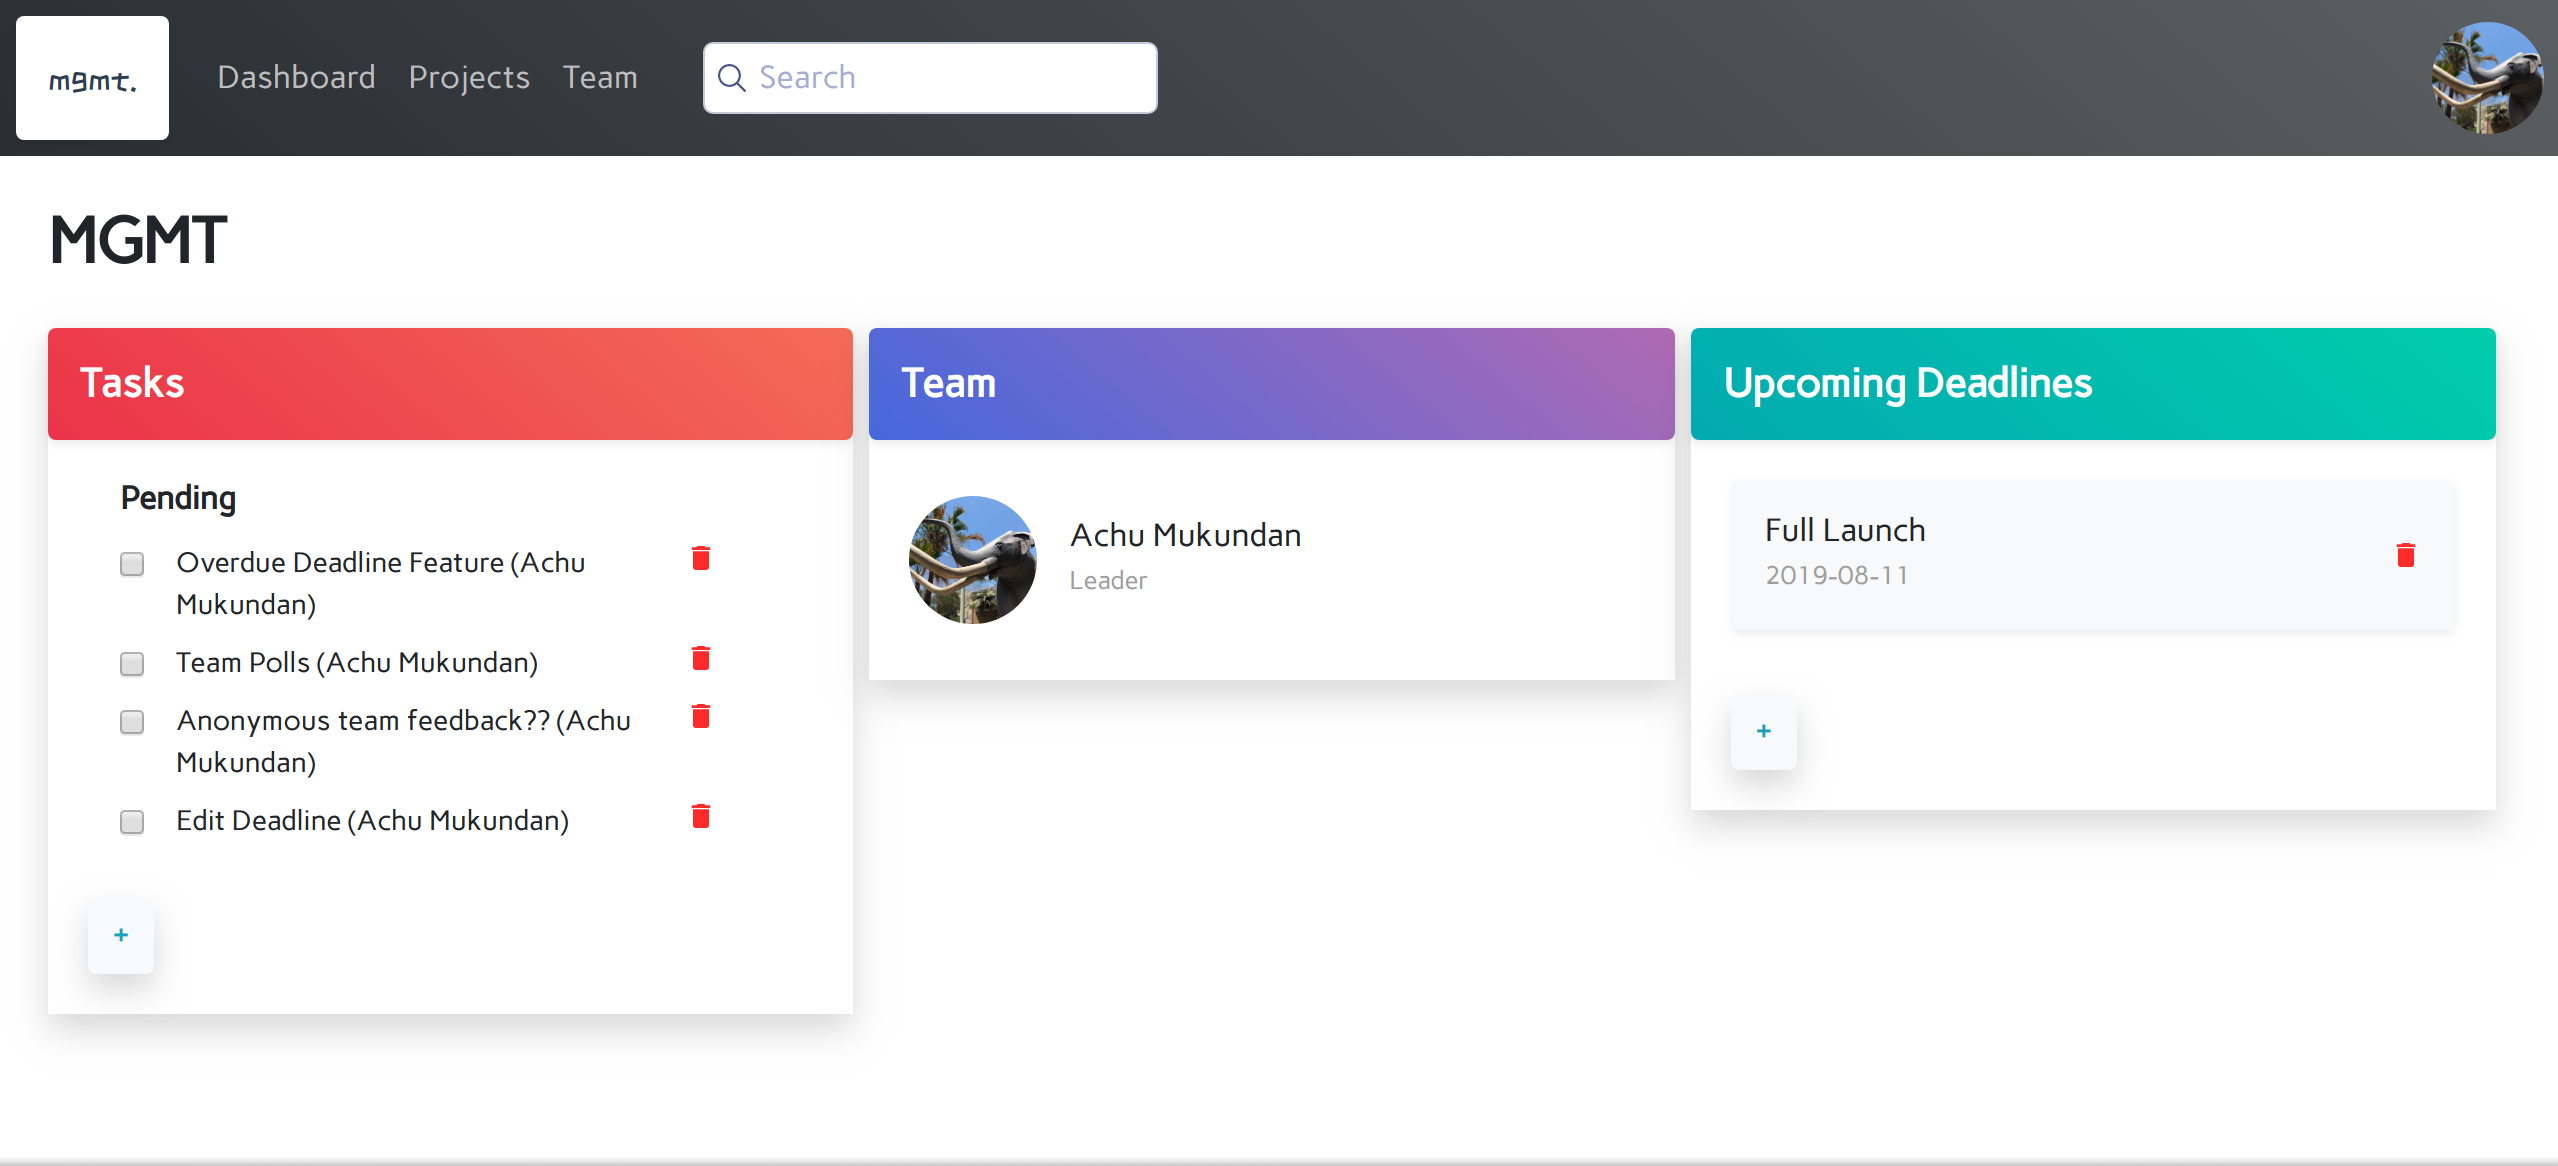 mgmt.
Dashboard Projects Team
Search
MGMT
Tasks
Pending
Overdue Deadline Feature (Achu
Mukundan)
Team Polls (Achu Mukundan)
Anonymous team feedback?? (Achu
Mukundan)
Edit Deadline (Achu Mukundan)
+
Team
Achu Mukundan
Leader
Upcoming Deadlines
Full Launch
2019-08-11
+